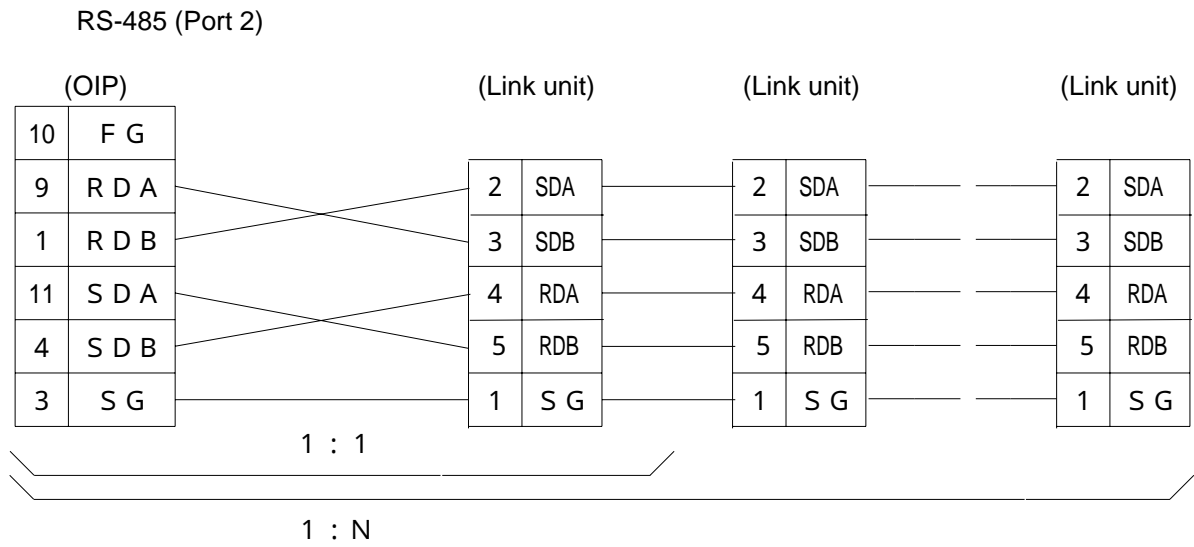 RS-485 (Port 2)
(OIP) (Link unit) (Link unit) (Link unit)
10 F G
9 R D A 2 SDA 2 SDA 2 SDA
1 R D B 3 SDB 3 SDB 3 SDB
11 S D A 4 RDA 4 RDA 4 RDA
4 S D B 5 RDB 5 RDB 5 RDB
3 S G 1 S G 1 S G 1 S G
1 : 1
1 : N